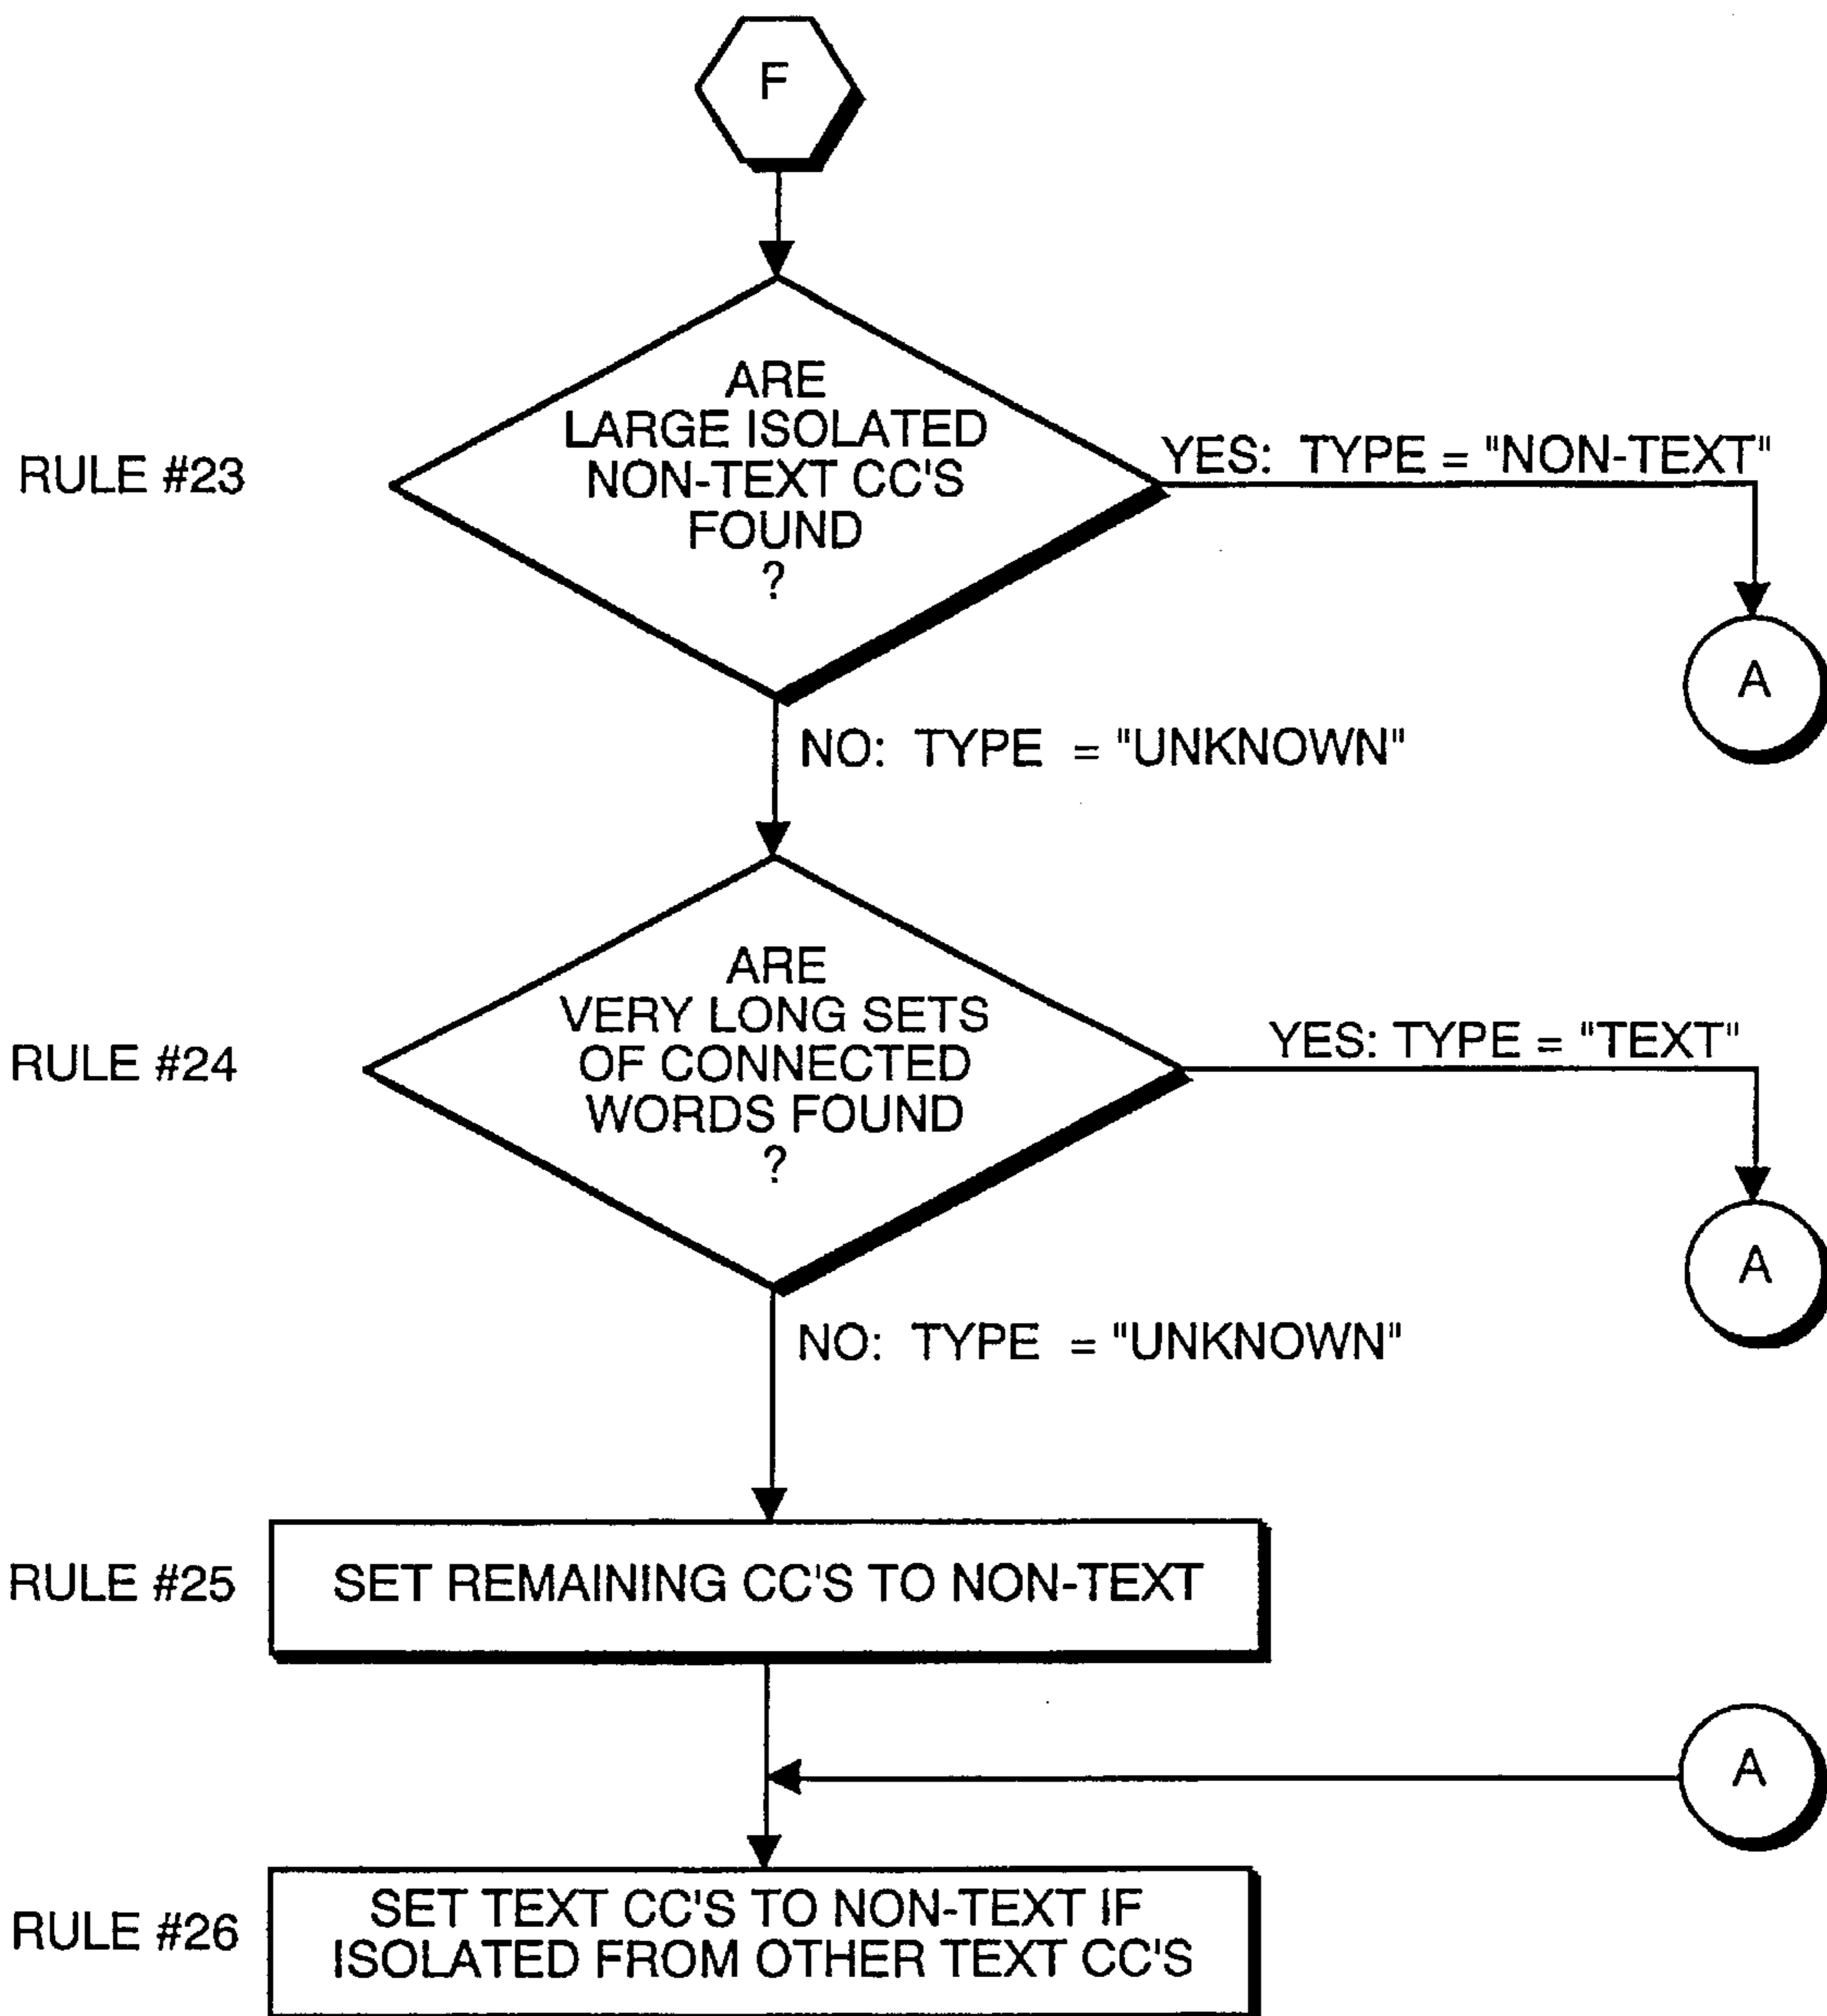 F
ARE
LARGE ISOLATED
NON-TEXT CC'S
FOUND
?
RULE #23
YES: TYPE = "NON-TEXT"
A
NO: TYPE = "UNKNOWN"
ARE
VERY LONG SETS
OF CONNECTED
WORDS FOUND
?
RULE #24
YES: TYPE = "TEXT"
A
NO: TYPE = "UNKNOWN"
RULE #25
SET REMAINING CC'S TO NON-TEXT
A
RULE #26
SET TEXT CC'S TO NON-TEXT IF
ISOLATED FROM OTHER TEXT CC'S